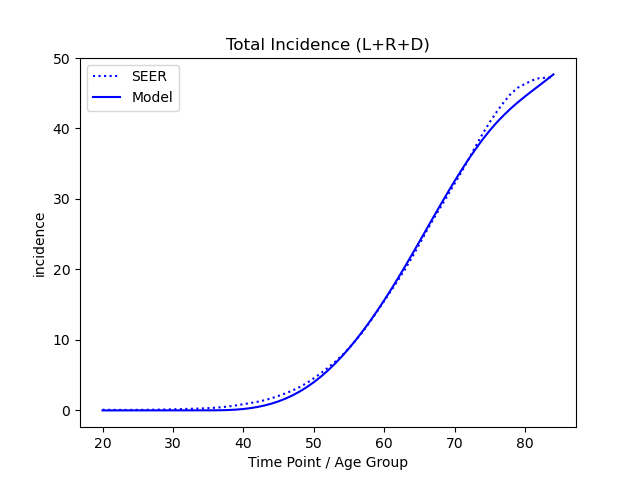 Total Incidence (L+R+D)
SEER
Model
50
40
30
20
10
0
incidence
20 30 40 50 60 70 80
Time Point / Age Group